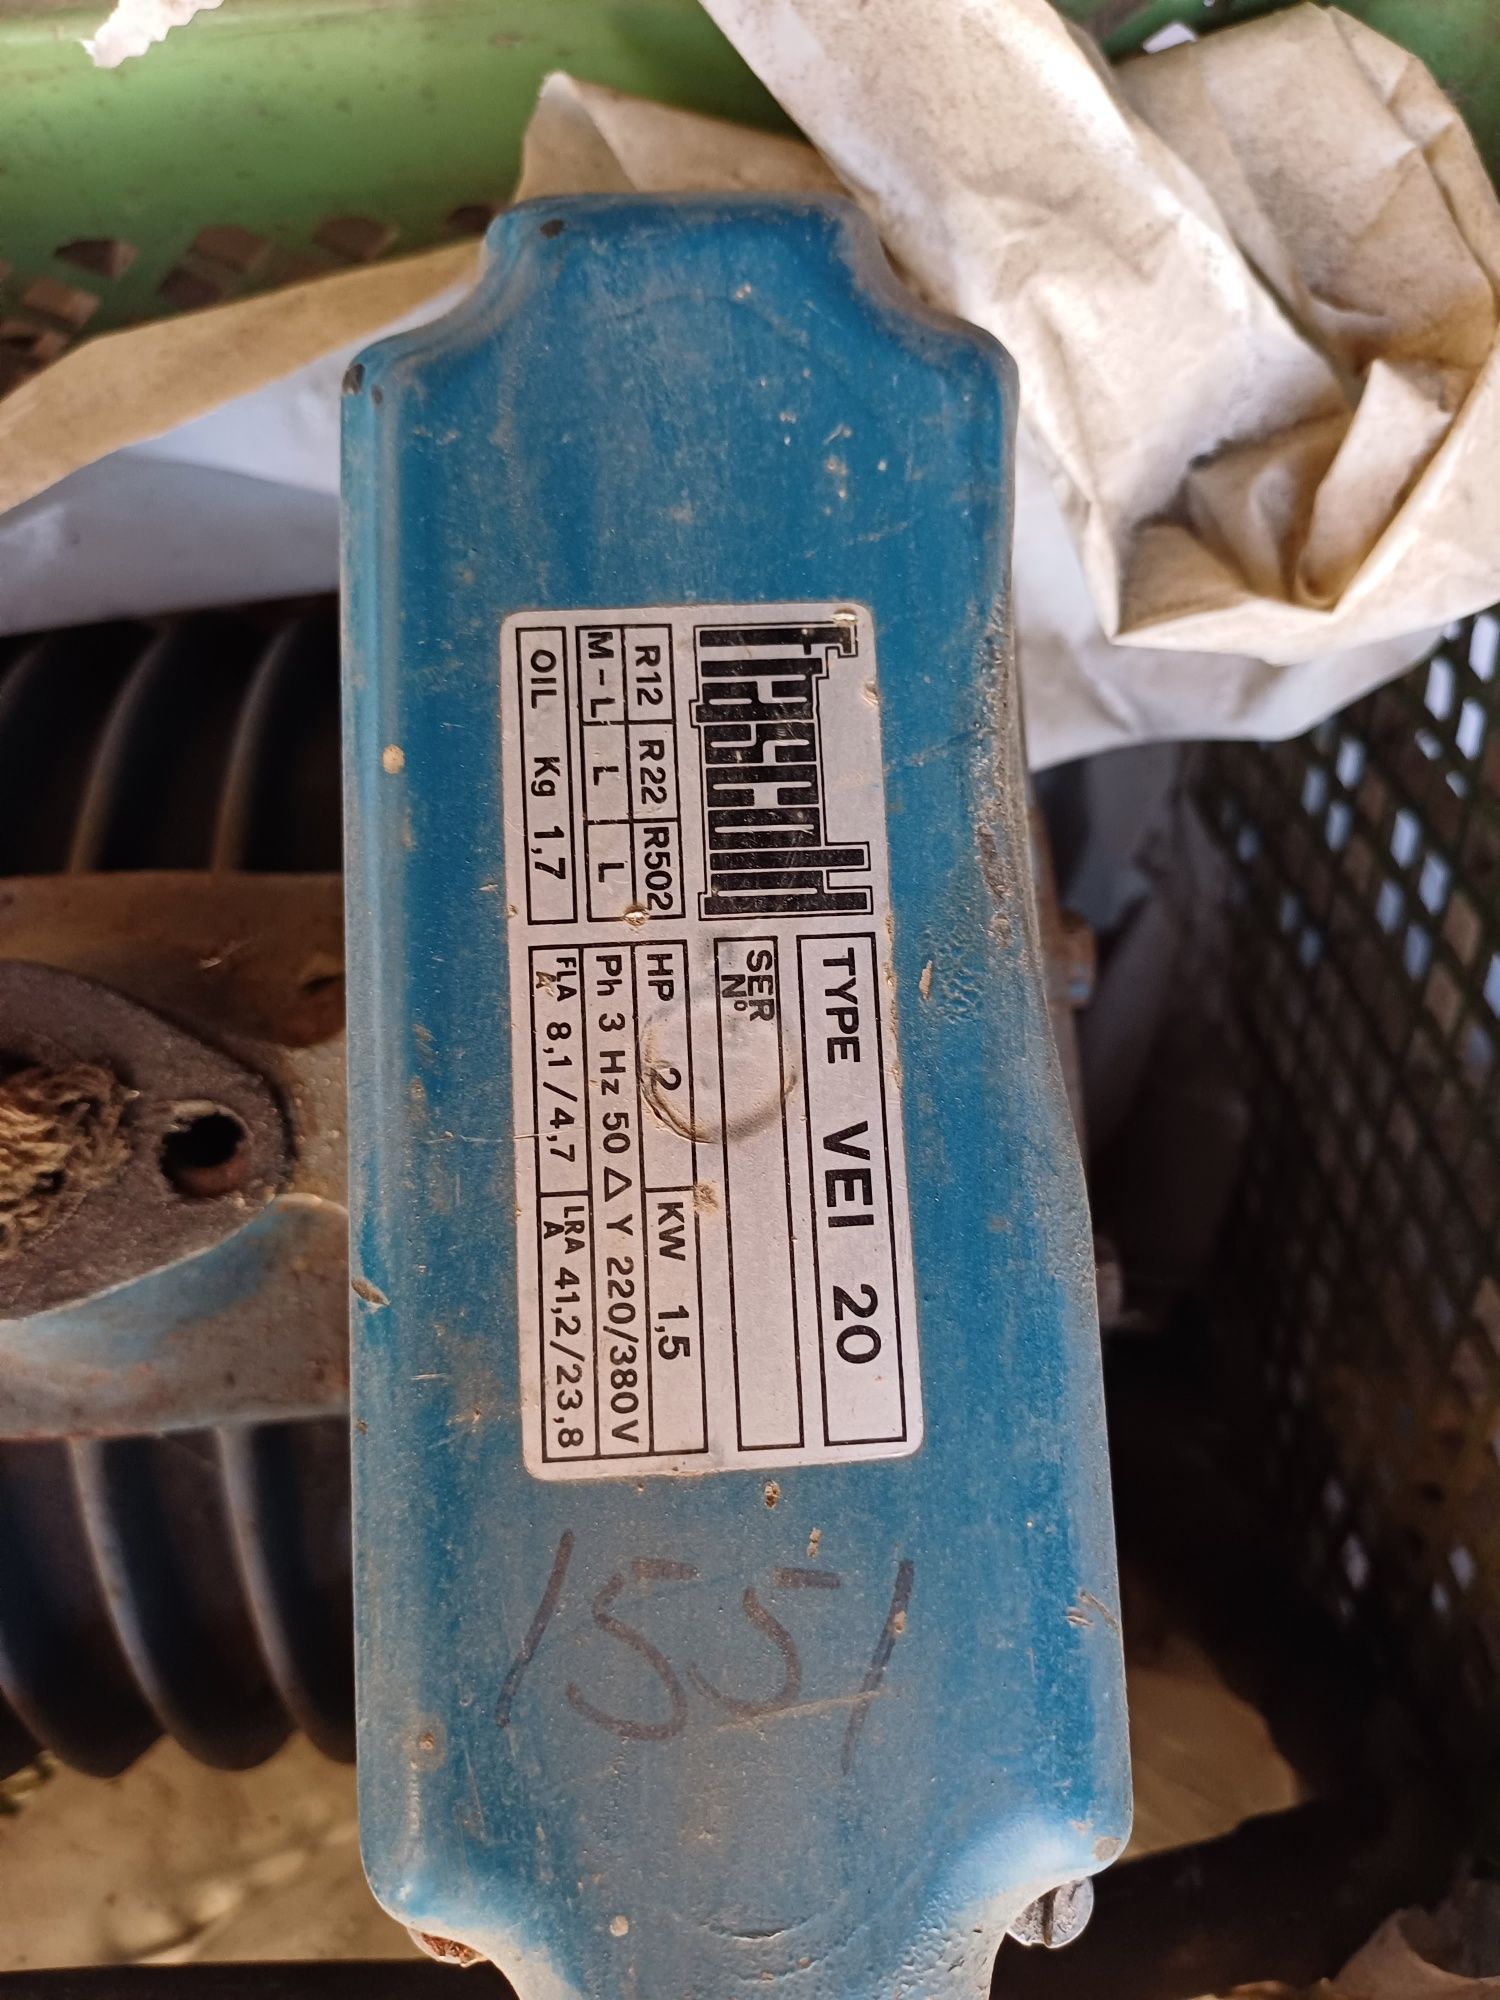 Frascold
TYPE VEI 20
SER
Nº
R12 R22 R502
M-L L L
OIL Kg 1,7
HP 2 KW 1,5
Ph 3 Hz 50 Δ Y 220/380V
FLA
A 8,1/4,7 LRA
A 41,2/23,8
1551